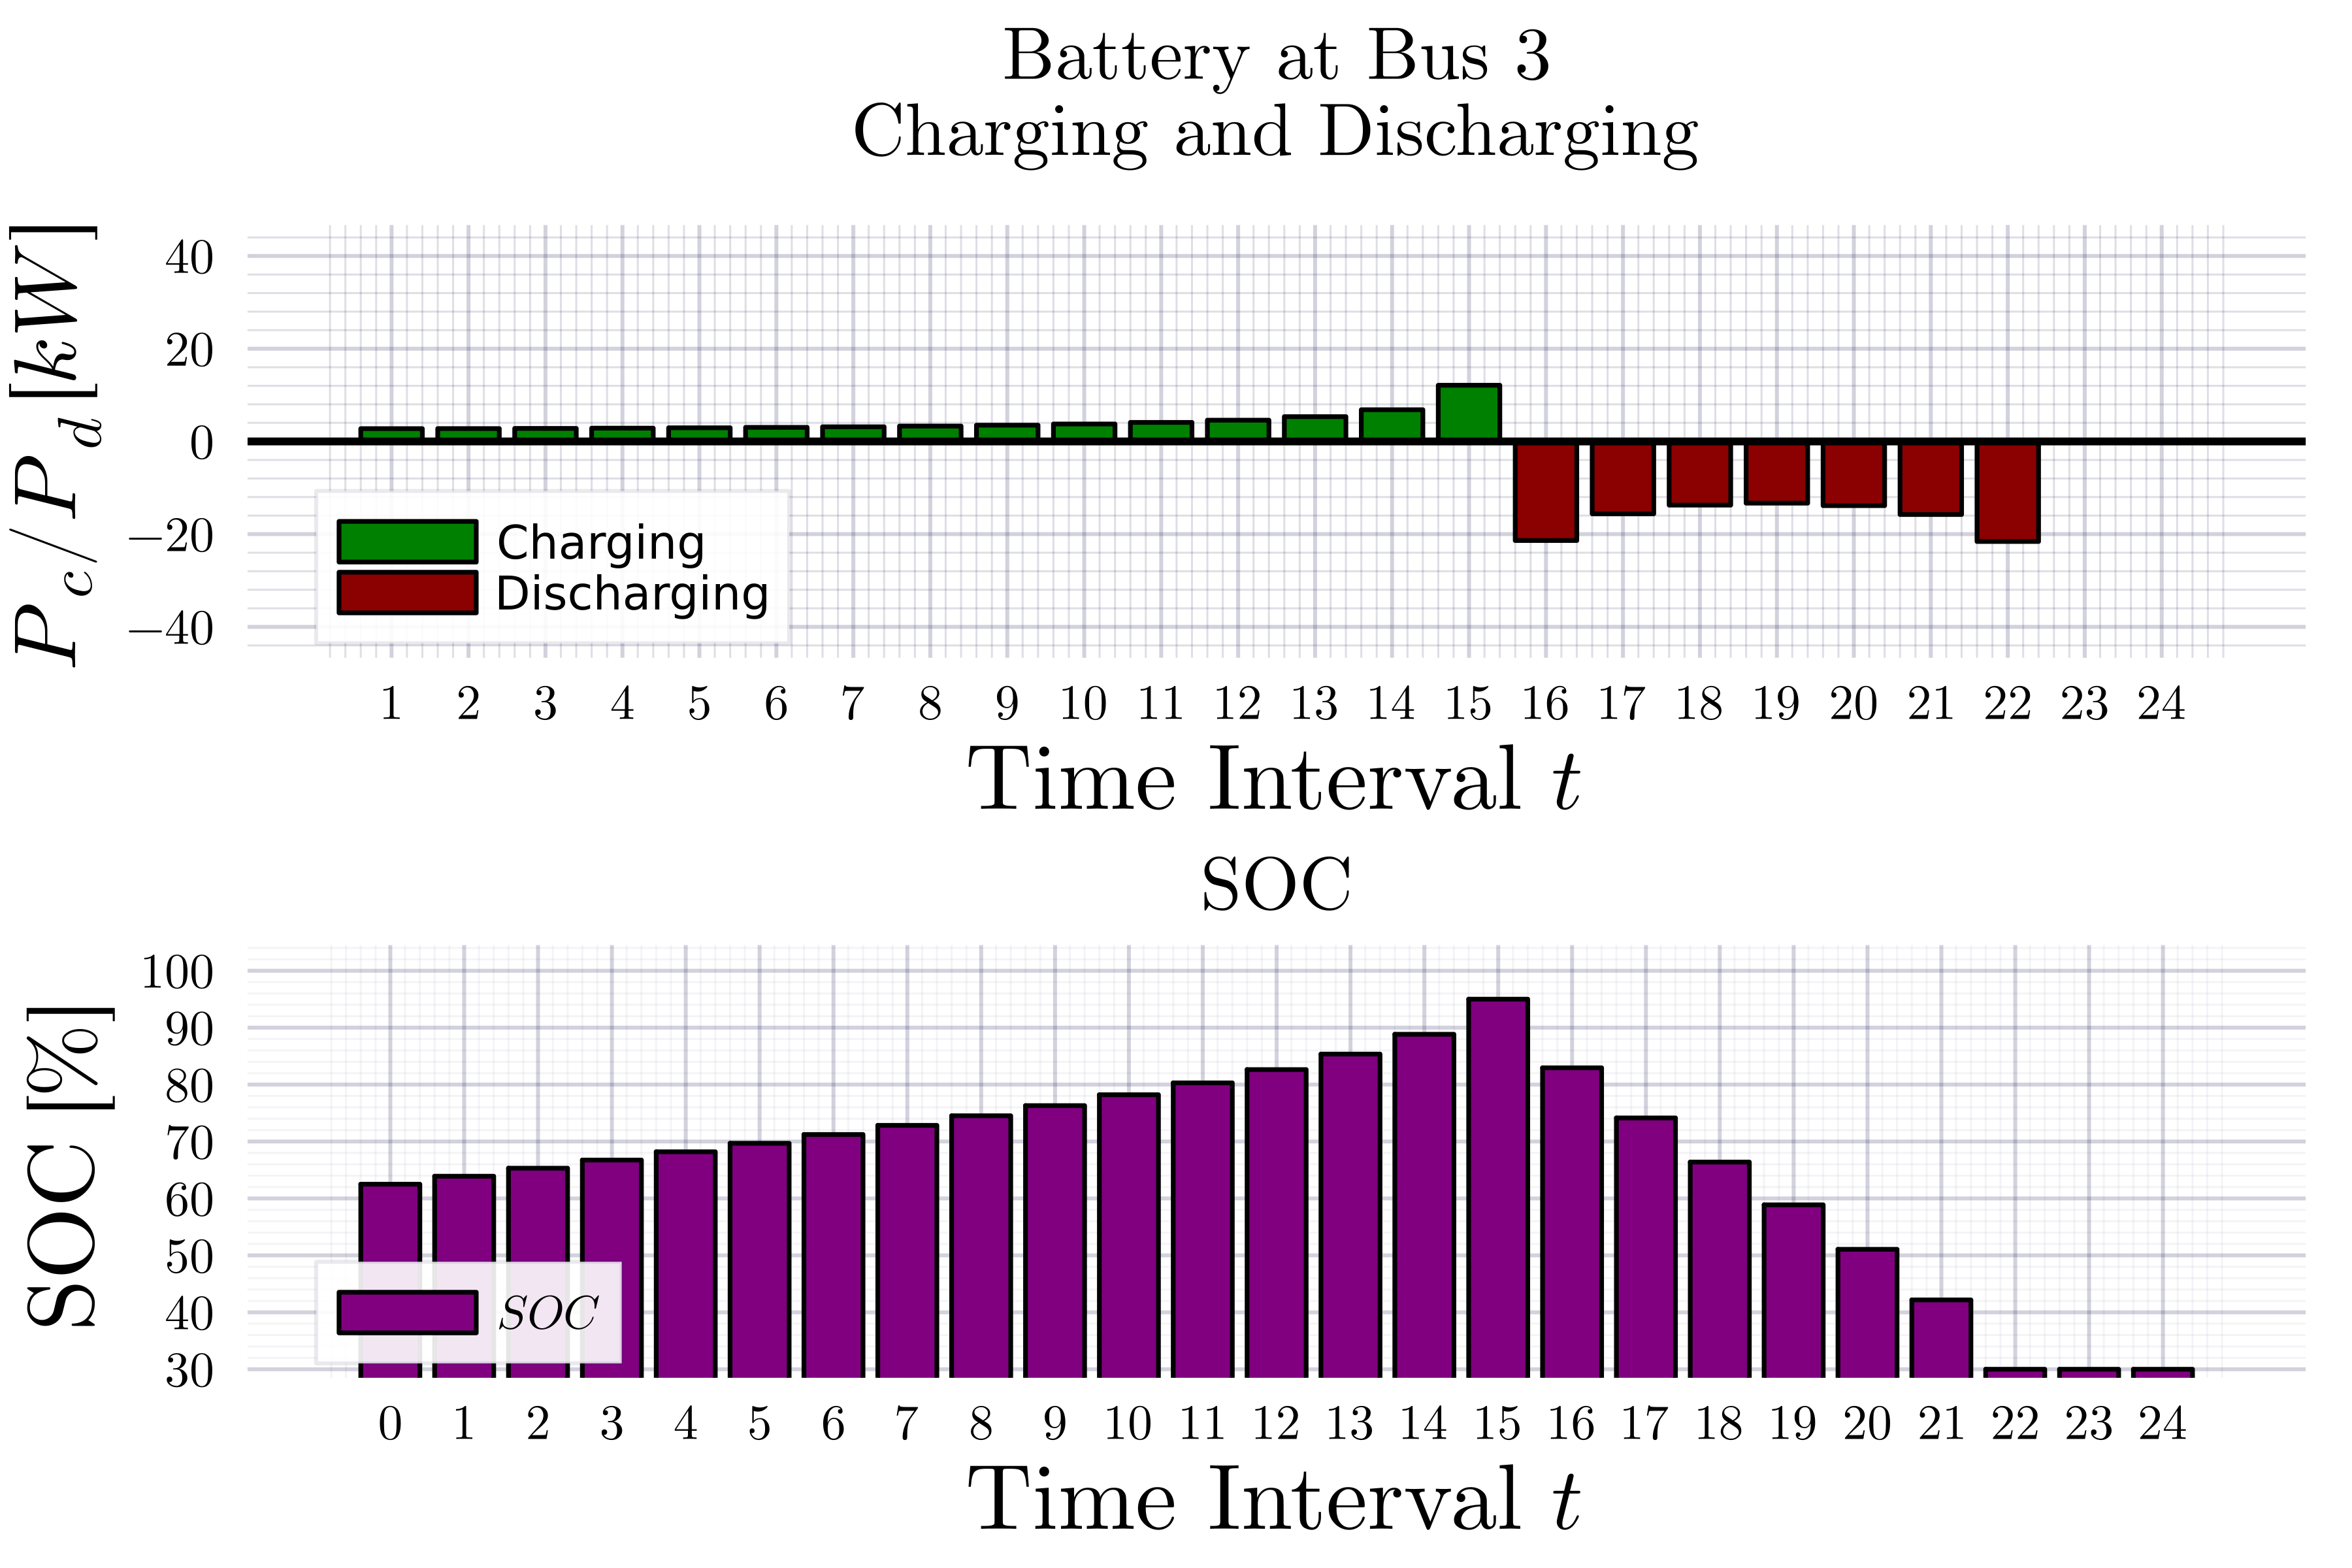 Battery at Bus 3
Charging and Discharging
P_c/P_d [kW]
40
20
0
−20
−40
Charging
Discharging
1 2 3 4 5 6 7 8 9 10 11 12 13 14 15 16 17 18 19 20 21 22 23 24
Time Interval t
SOC
SOC [%]
100
90
80
70
60
50
40
30
SOC
0 1 2 3 4 5 6 7 8 9 10 11 12 13 14 15 16 17 18 19 20 21 22 23 24
Time Interval t